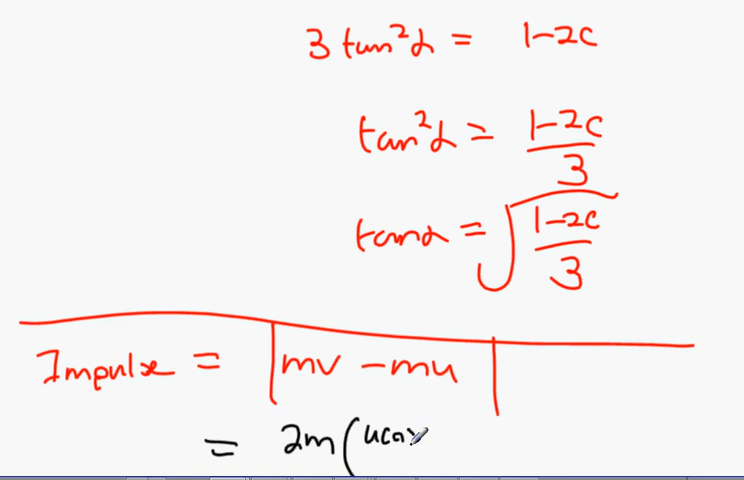 3 tan²α = 1-2c
tan²α = 1-2c/3
tanα = √(1-2c/3)
Impulse = |mv - mu|
= 2m(ucos